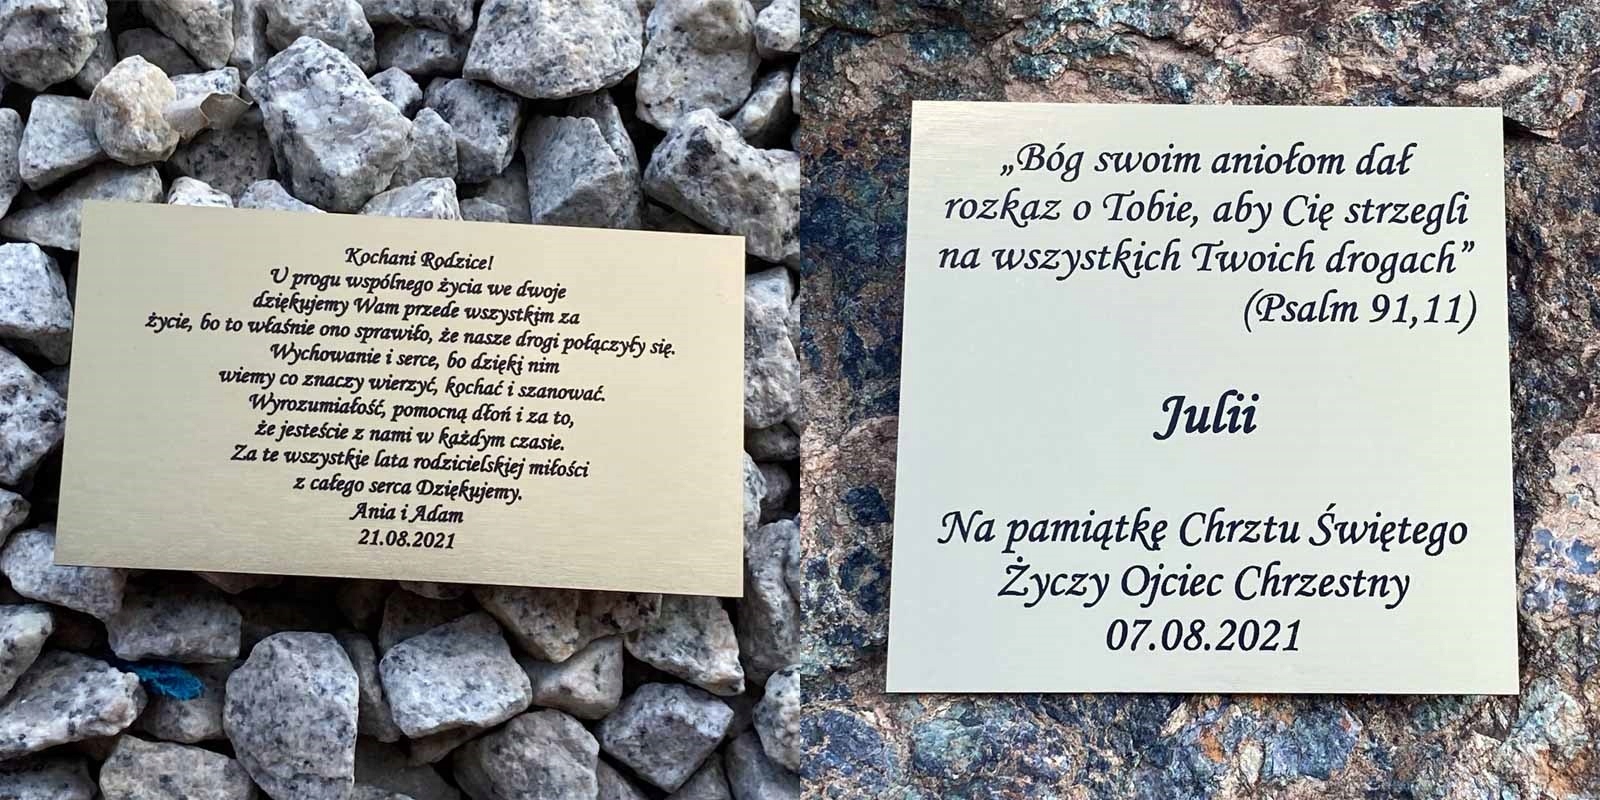 Kochani Rodzice!
U progu wspólnego życia we dwoje
dziękujemy Wam przede wszystkim za
życie, bo to właśnie ono sprawiło, że nasze drogi połączyły się.
Wychowanie i serce, bo dzięki nim
wiemy co znaczy wierzyć, kochać i szanować.
Wyrozumiałość, pomocną dłoń i za to,
że jesteście z nami w każdym czasie.
Za te wszystkie lata rodzicielskiej miłości
z całego serca Dziękujemy.
Ania i Adam
21.08.2021
„Bóg swoim aniołom dał
rozkaz o Tobie, aby Cię strzegli
na wszystkich Twoich drogach”
(Psalm 91,11)
Julii
Na pamiątkę Chrztu Świętego
Życzy Ojciec Chrzestny
07.08.2021